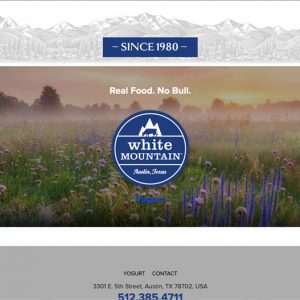 ~ SINCE 1980 ~
Real Food. No Bull.
white
MOUNTAIN
Austin, Texas
Yogurt
YOGURT CONTACT
3301 E. 5th Street, Austin, TX 78702, USA
512.385.4711